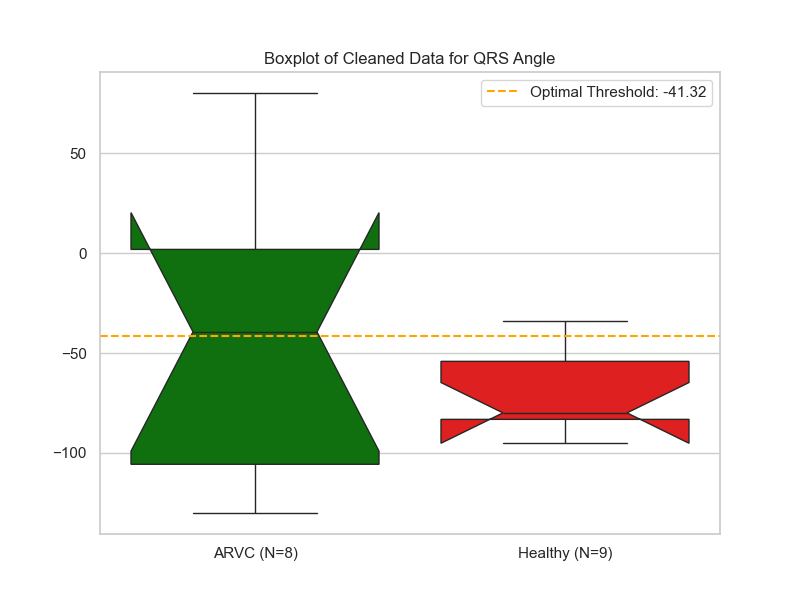 Boxplot of Cleaned Data for QRS Angle
Optimal Threshold: -41.32
50
0
−50
−100
ARVC (N=8)
Healthy (N=9)